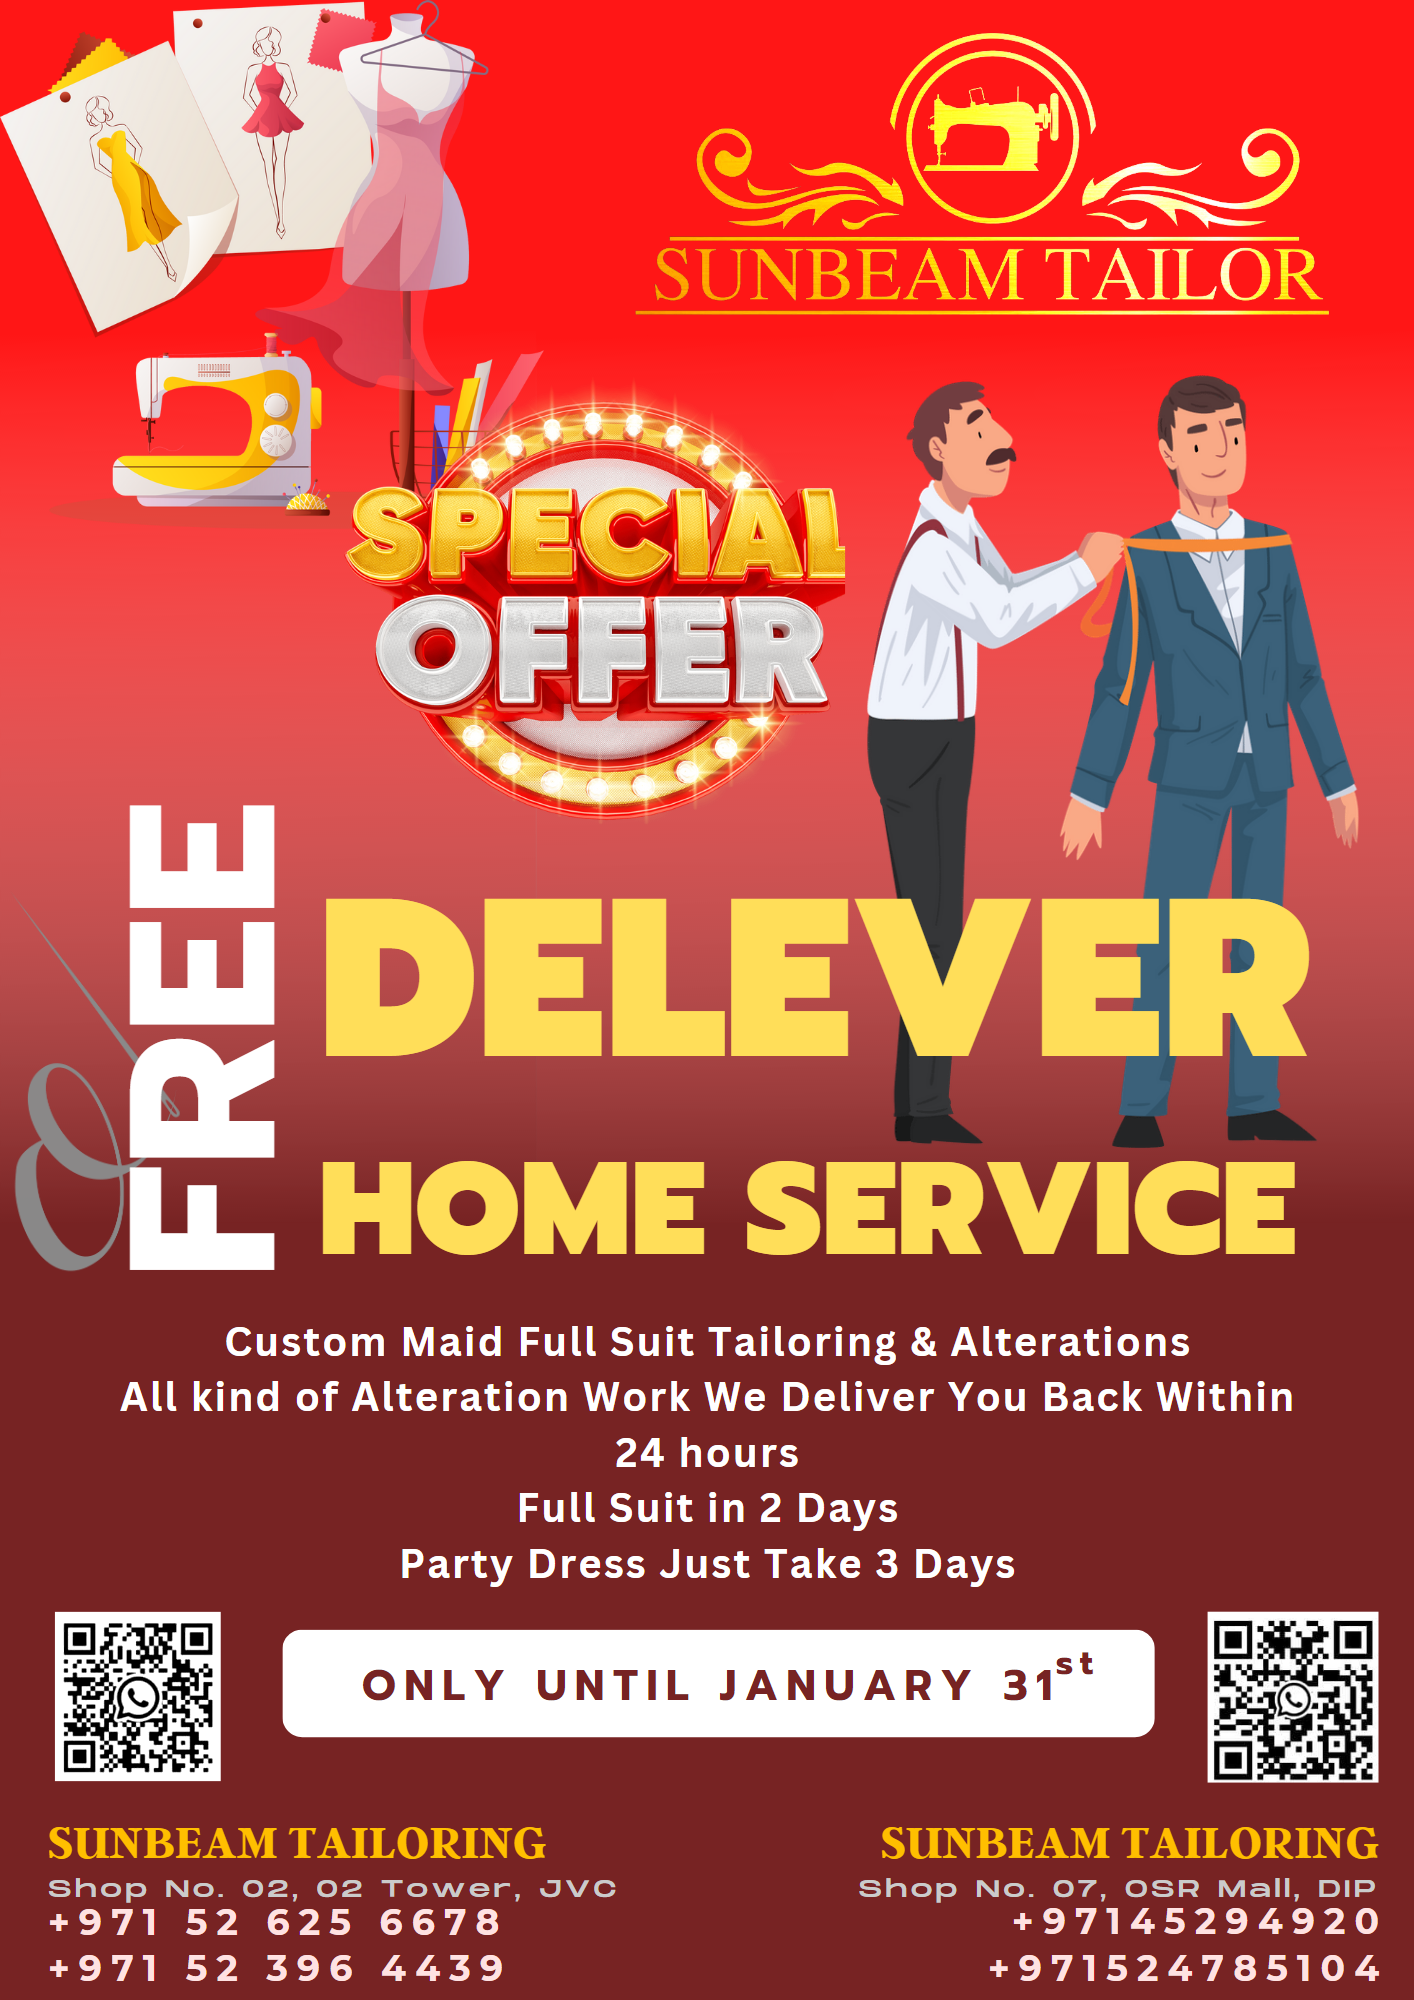 SUNBEAM TAILOR
SPECIAL
OFFER
FREE
DELEVER
HOME SERVICE
Custom Maid Full Suit Tailoring & Alterations
All kind of Alteration Work We Deliver You Back Within
24 hours
Full Suit in 2 Days
Party Dress Just Take 3 Days
ONLY UNTIL JANUARY 31st
SUNBEAM TAILORING
Shop No. 02, 02 Tower, JVC
+971 52 625 6678
+971 52 396 4439
SUNBEAM TAILORING
Shop No. 07, OSR Mall, DIP
+97145294920
+971524785104